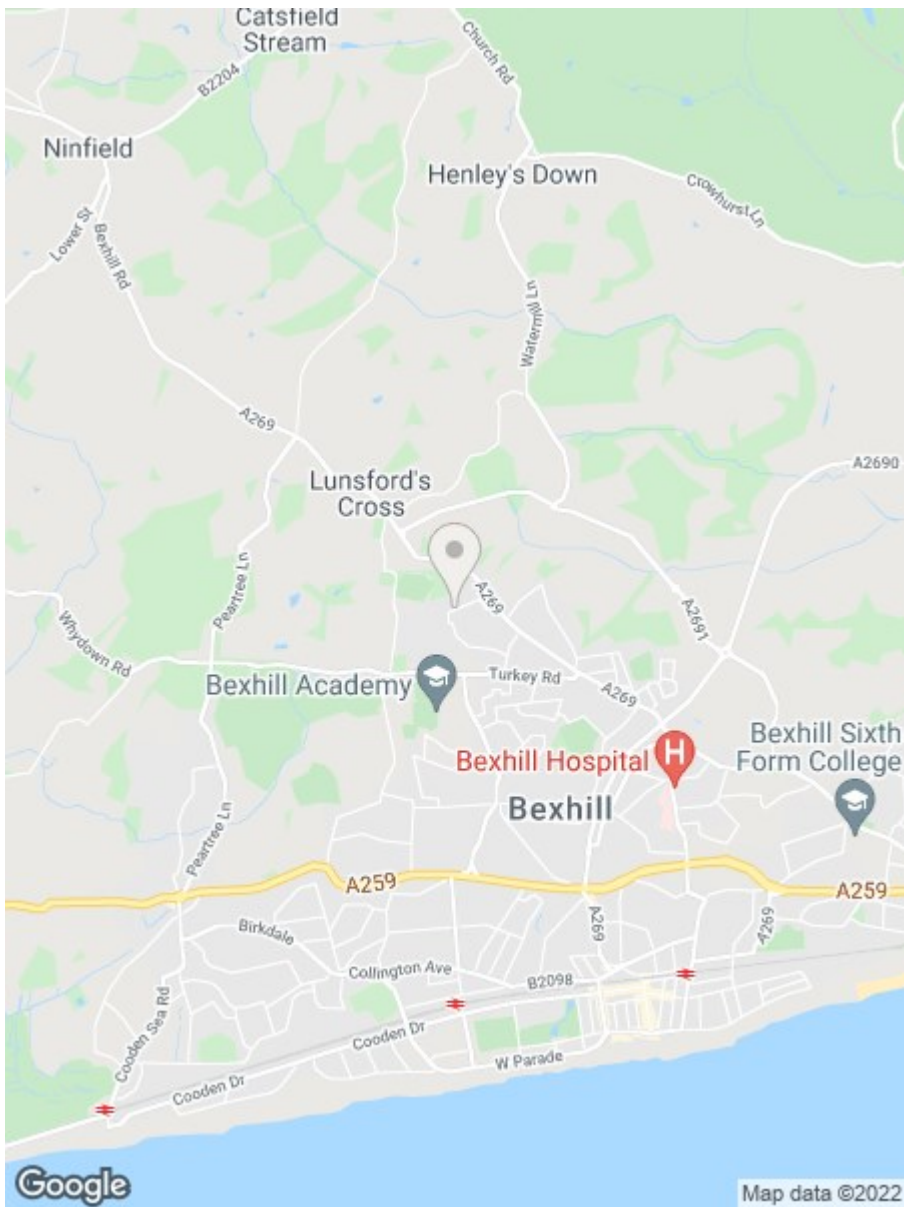 Catsfield
Stream
Church Rd
B2204
Ninfield
Henley's Down
Crowhurst Ln
Lower St
Bexhill Rd
Watermill Ln
A269
A2690
Lunsford's
Cross
Peartree Ln
A269
A2691
Whydown Rd
Turkey Rd
Bexhill Academy
A269
Bexhill Sixth
Form College
Bexhill Hospital
H
Bexhill
Peartree Ln
A259
A259
A269
A269
Birkdale
Collington Ave
B2098
Cooden Sea Rd
Cooden Dr
W Parade
Cooden Dr
Google
Map data ©2022